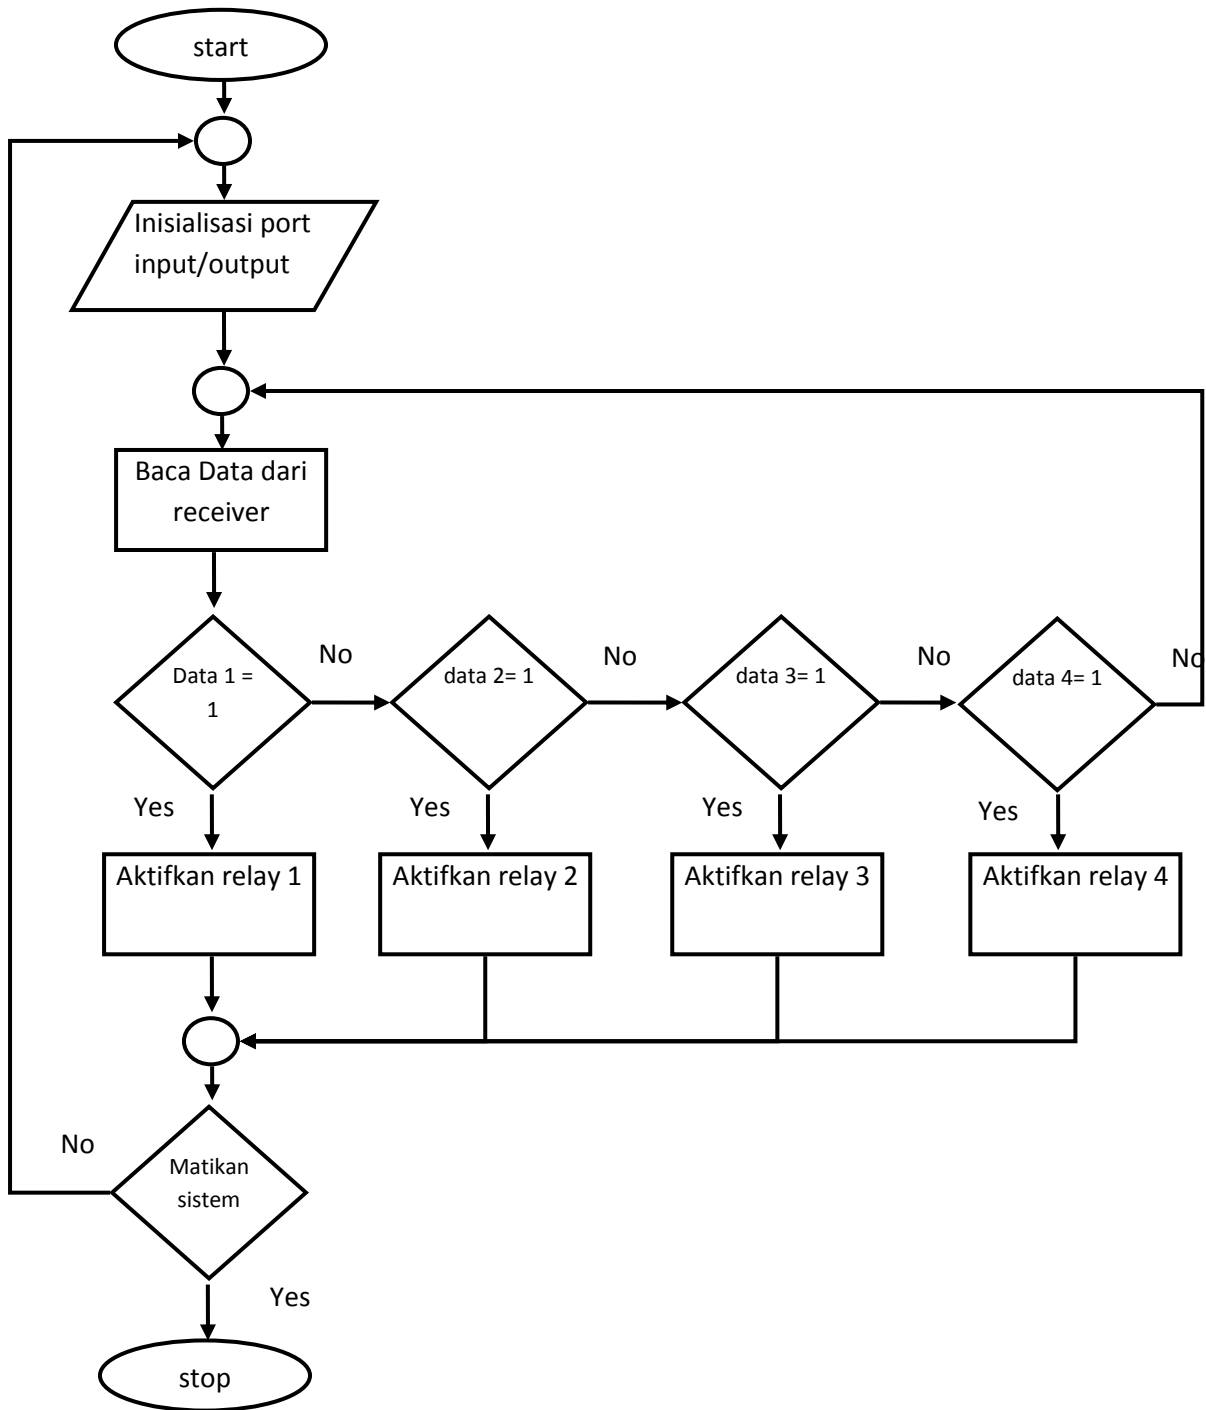 start
Inisialisasi port
input/output
Baca Data dari
receiver
Data 1 =
1
No
data 2= 1
No
data 3= 1
No
data 4= 1
No
Yes
Yes
Yes
Yes
Aktifkan relay 1
Aktifkan relay 2
Aktifkan relay 3
Aktifkan relay 4
No
Matikan
sistem
Yes
stop